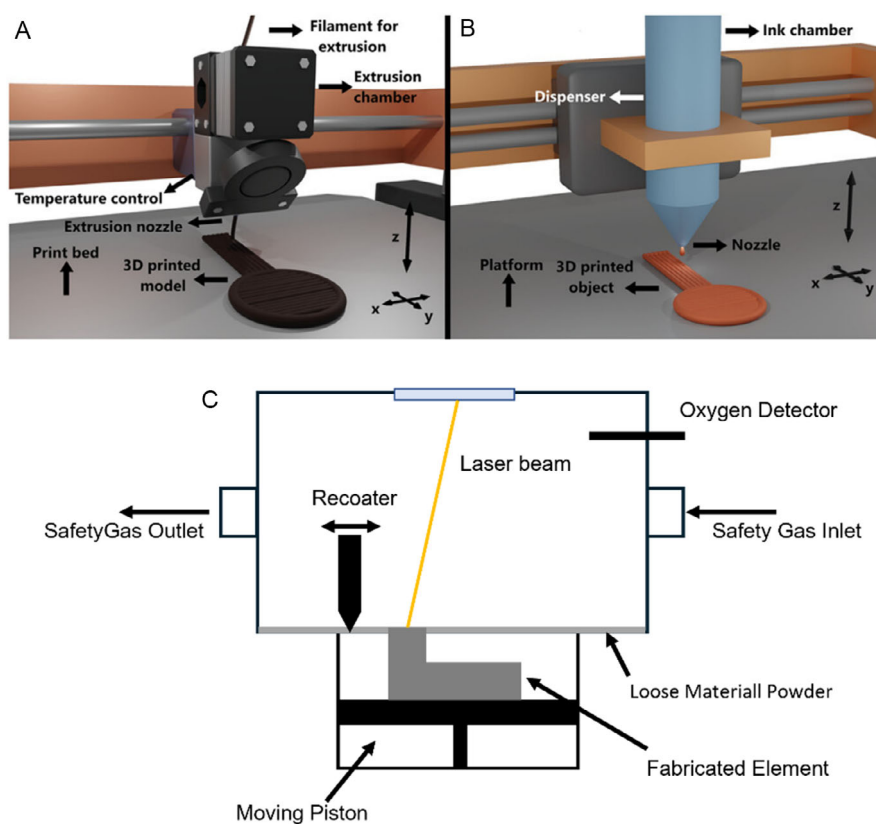 A
Filament for
extrusion
Extrusion
chamber
Temperature control
Extrusion nozzle
Print bed
3D printed
model
z
x
y
B
Ink chamber
Dispenser
Nozzle
Platform
3D printed
object
z
x
y
C
Oxygen Detector
Laser beam
Recoater
SafetyGas Outlet
Safety Gas Inlet
Loose Materiall Powder
Fabricated Element
Moving Piston